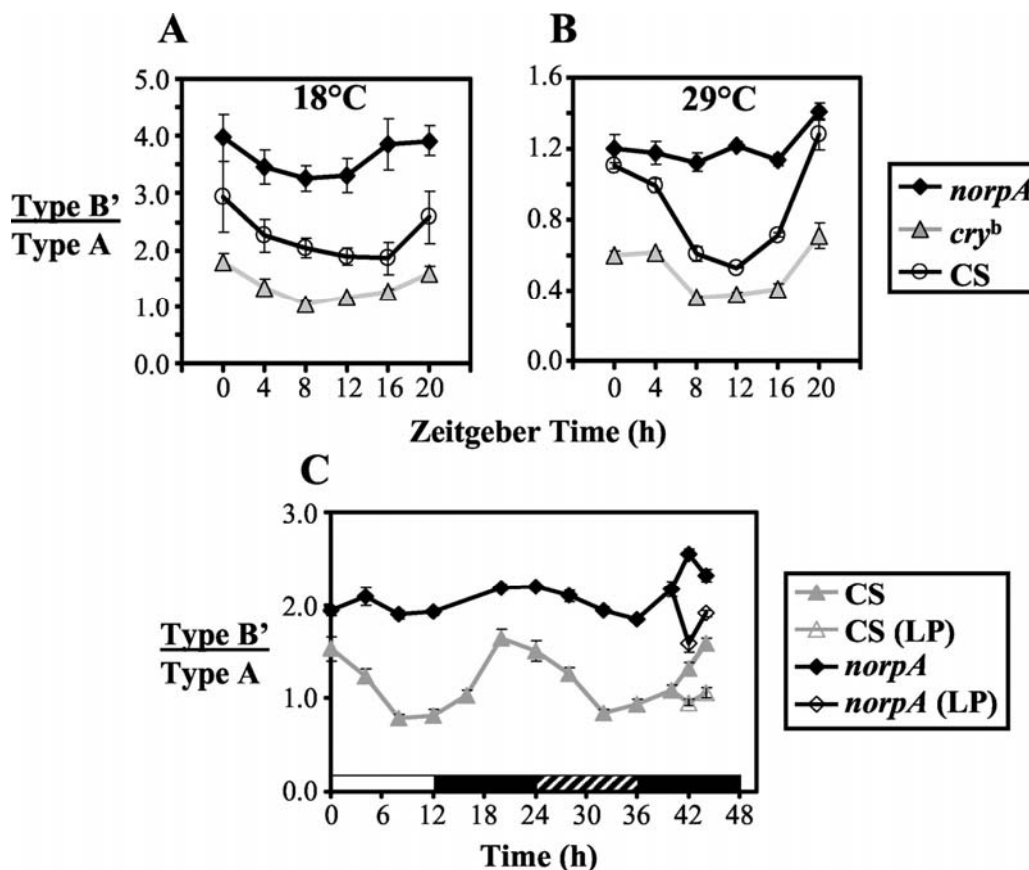 A
18°C
5.0
4.0
3.0
2.0
1.0
0.0
0 4 8 12 16 20
B
29°C
1.6
1.2
0.8
0.4
0.0
0 4 8 12 16 20
Type B’
Type A
Zeitgeber Time (h)
norpA
cryᵇ
CS
C
3.0
2.0
1.0
0.0
0 6 12 18 24 30 36 42 48
Type B’
Type A
Time (h)
CS
CS (LP)
norpA
norpA (LP)